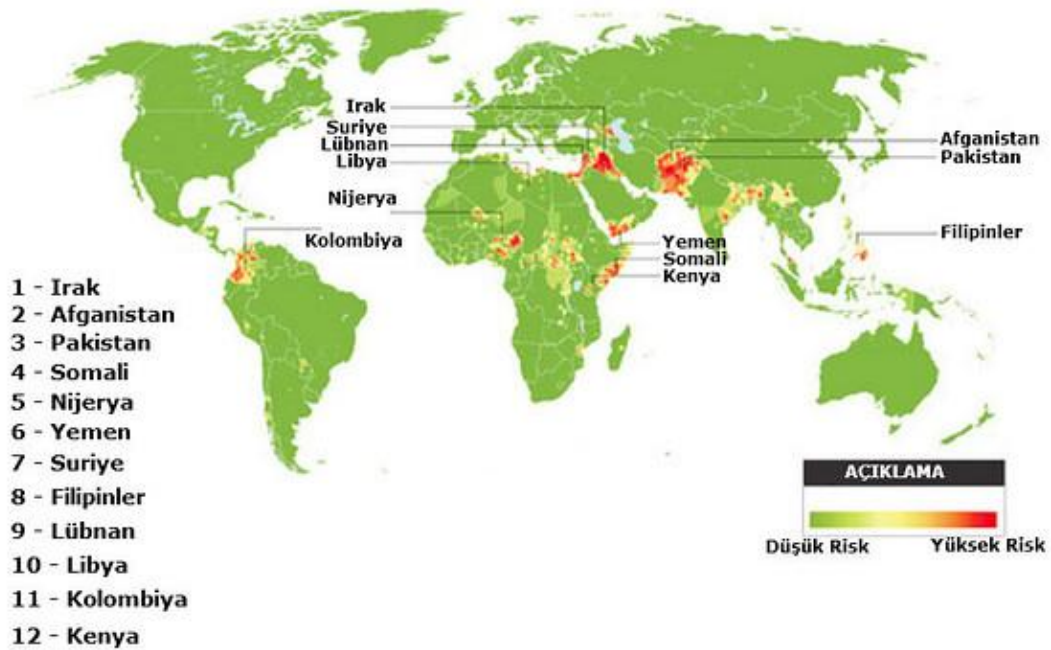 Irak
Suriye
Lübnan
Libya
Nijerya
Kolombiya
Afganistan
Pakistan
Yemen
Somali
Kenya
Filipinler
1 - Irak
2 - Afganistan
3 - Pakistan
4 - Somali
5 - Nijerya
6 - Yemen
7 - Suriye
8 - Filipinler
9 - Lübnan
10 - Libya
11 - Kolombiya
12 - Kenya
AÇIKLAMA
Düşük Risk Yüksek Risk